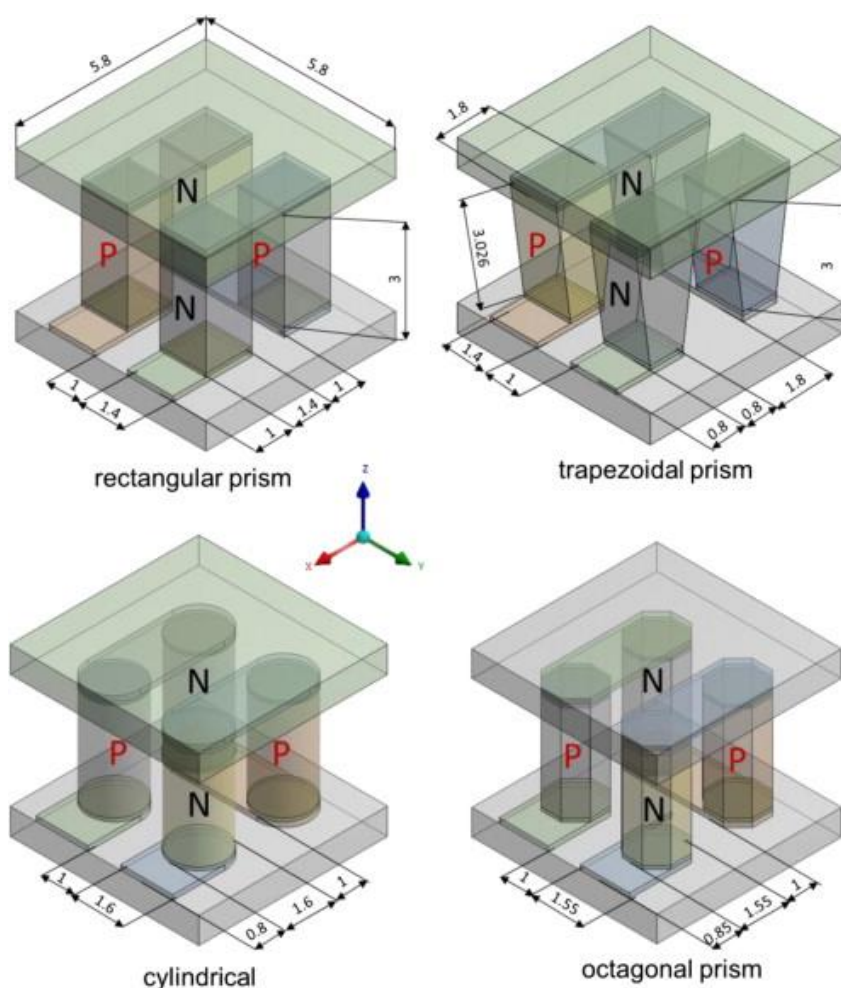 5.8
5.8
N
P
P
N
3
1
1.4
1
1.4
1
rectangular prism
1.8
N
3.026
P
P
N
3
1.4
1
0.8
0.8
1.8
trapezoidal prism
Z
X
Y
N
P
P
N
1
1.6
0.8
1.6
1
cylindrical
N
P
P
N
1
1.55
0.85
1.55
1
octagonal prism